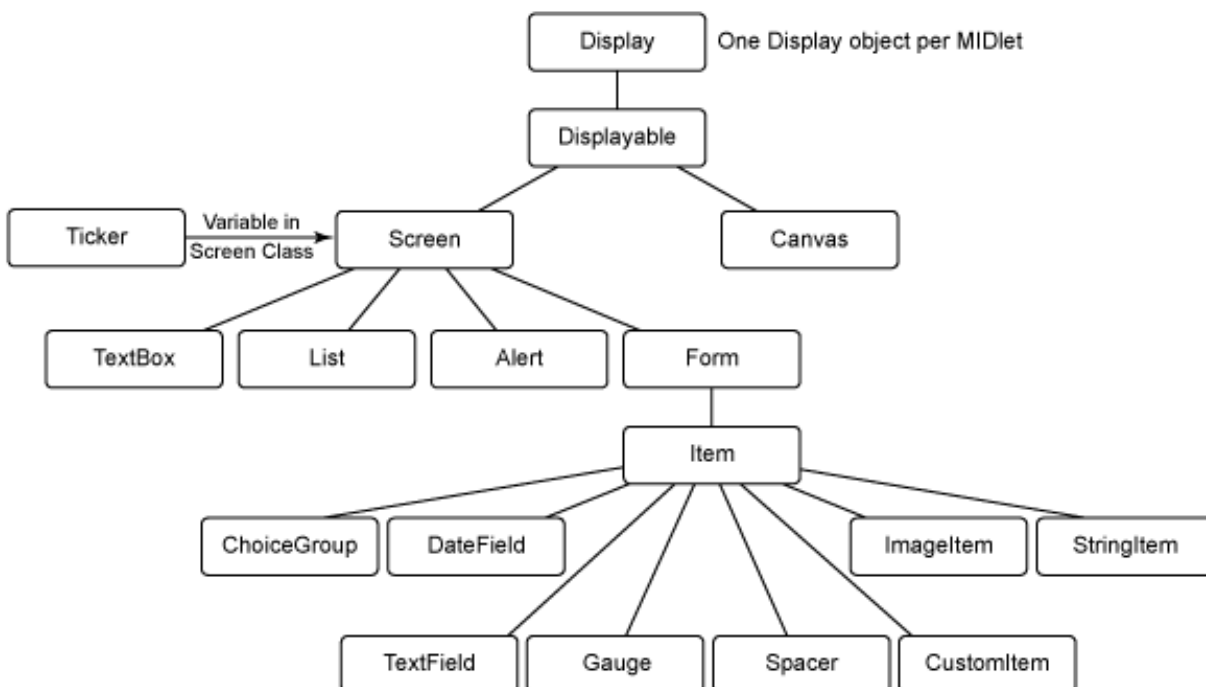 Display
One Display object per MIDlet
Displayable
Ticker
Variable in
Screen Class
Screen
Canvas
TextBox
List
Alert
Form
Item
ChoiceGroup
DateField
ImageItem
StringItem
TextField
Gauge
Spacer
CustomItem